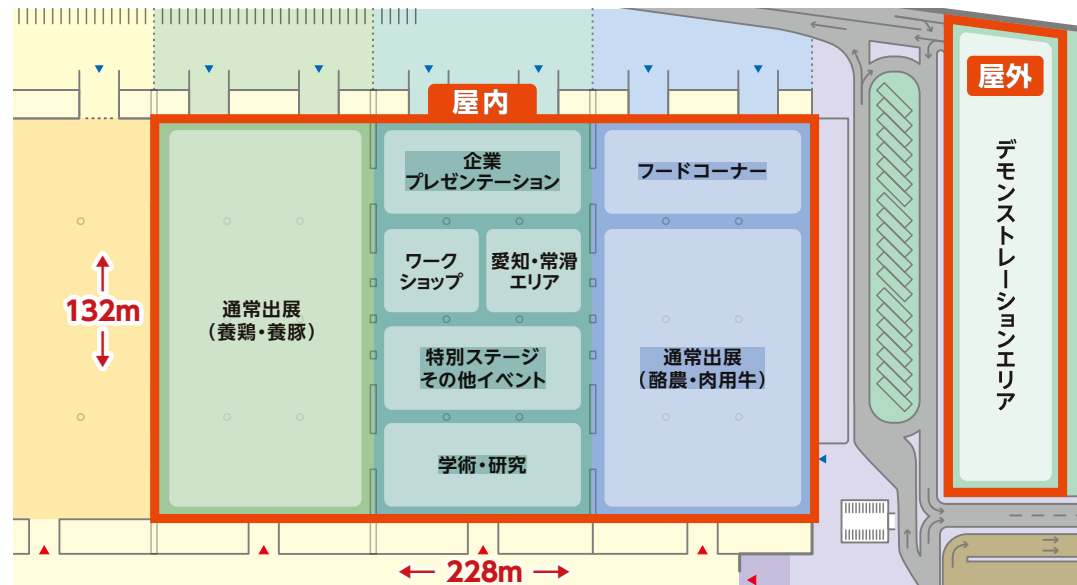 屋内
屋外
企業
プレゼンテーション
フードコーナー
ワーク
ショップ
愛知・常滑
エリア
デモンストレーションエリア
132m
通常出展
（養鶏・養豚）
特別ステージ
その他イベント
通常出展
（酪農・肉用牛）
学術・研究
228m